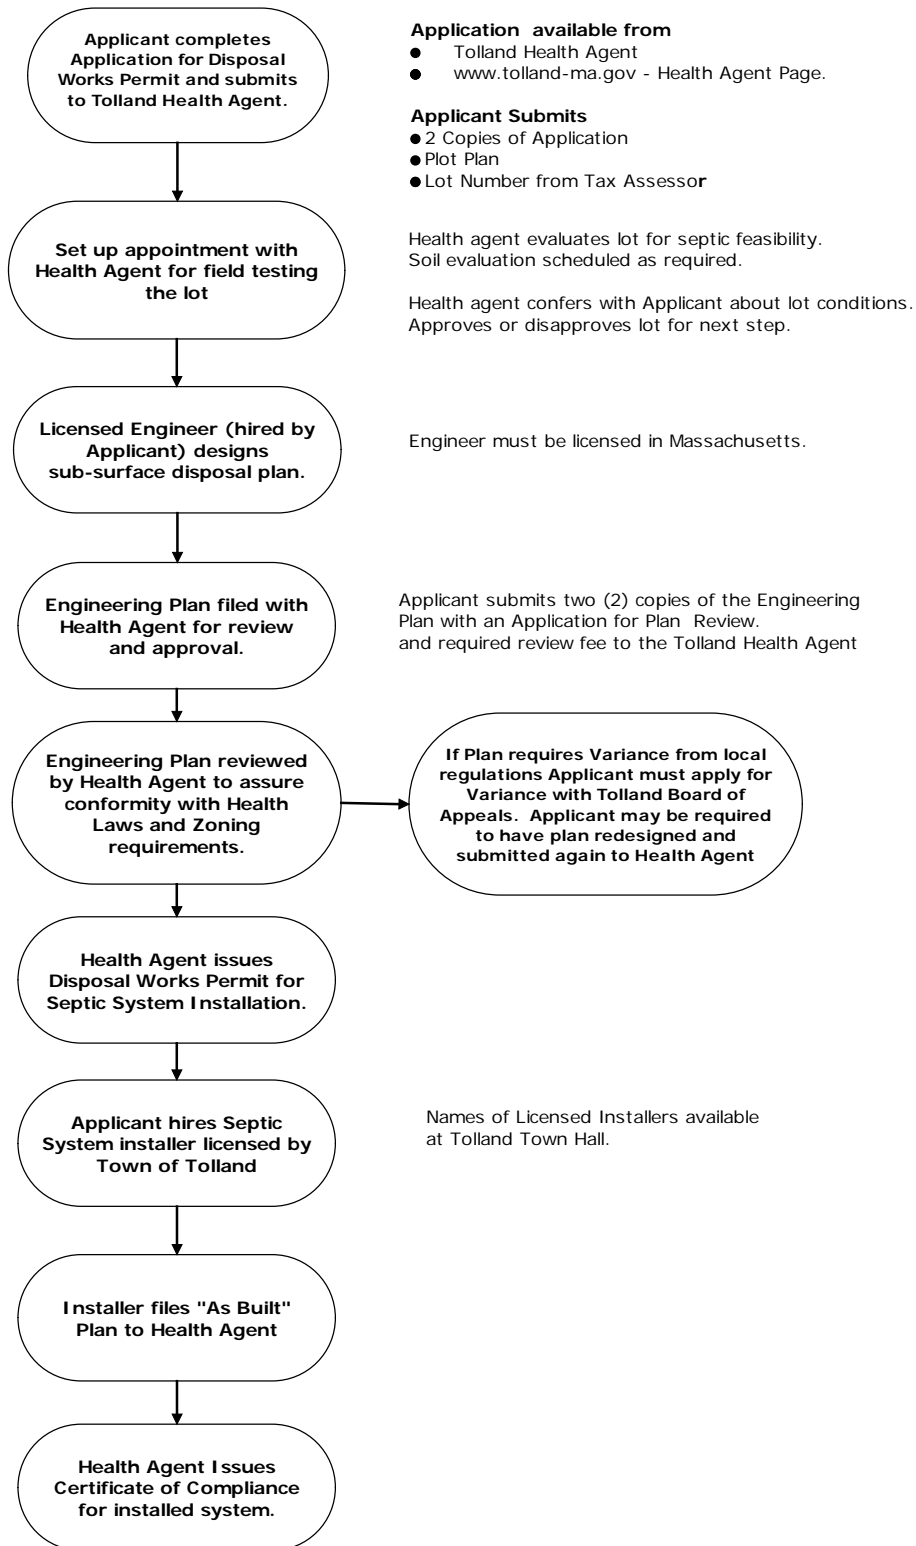 Applicant completes
Application for Disposal
Works Permit and submits
to Tolland Health Agent.
Application available from
● Tolland Health Agent
● www.tolland-ma.gov - Health Agent Page.
Applicant Submits
● 2 Copies of Application
● Plot Plan
● Lot Number from Tax Assessor
Set up appointment with
Health Agent for field testing
the lot
Health agent evaluates lot for septic feasibility.
Soil evaluation scheduled as required.
Health agent confers with Applicant about lot conditions.
Approves or disapproves lot for next step.
Licensed Engineer (hired by
Applicant) designs
sub-surface disposal plan.
Engineer must be licensed in Massachusetts.
Engineering Plan filed with
Health Agent for review
and approval.
Applicant submits two (2) copies of the Engineering
Plan with an Application for Plan Review.
and required review fee to the Tolland Health Agent
Engineering Plan reviewed
by Health Agent to assure
conformity with Health
Laws and Zoning
requirements.
If Plan requires Variance from local
regulations Applicant must apply for
Variance with Tolland Board of
Appeals. Applicant may be required
to have plan redesigned and
submitted again to Health Agent
Health Agent issues
Disposal Works Permit for
Septic System Installation.
Applicant hires Septic
System installer licensed by
Town of Tolland
Names of Licensed Installers available
at Tolland Town Hall.
Installer files "As Built"
Plan to Health Agent
Health Agent Issues
Certificate of Compliance
for installed system.